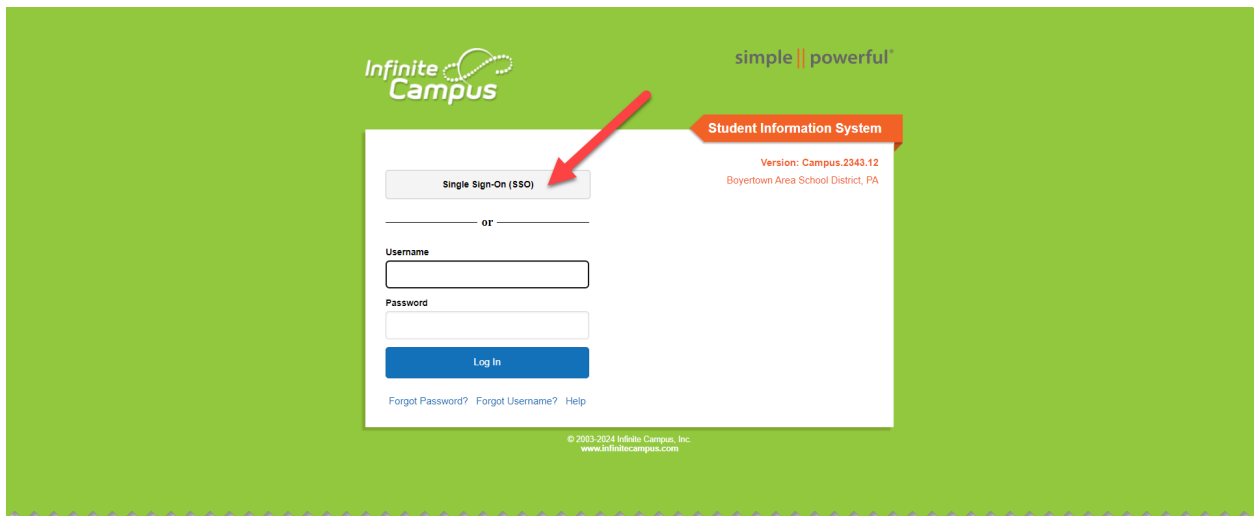 Infinite
Campus
simple || powerful®
Student Information System
Version: Campus.2343.12
Boyertown Area School District, PA
Single Sign-On (SSO)
or
Username
Password
Log In
Forgot Password? Forgot Username? Help
© 2003-2024 Infinite Campus, Inc.
www.infinitecampus.com